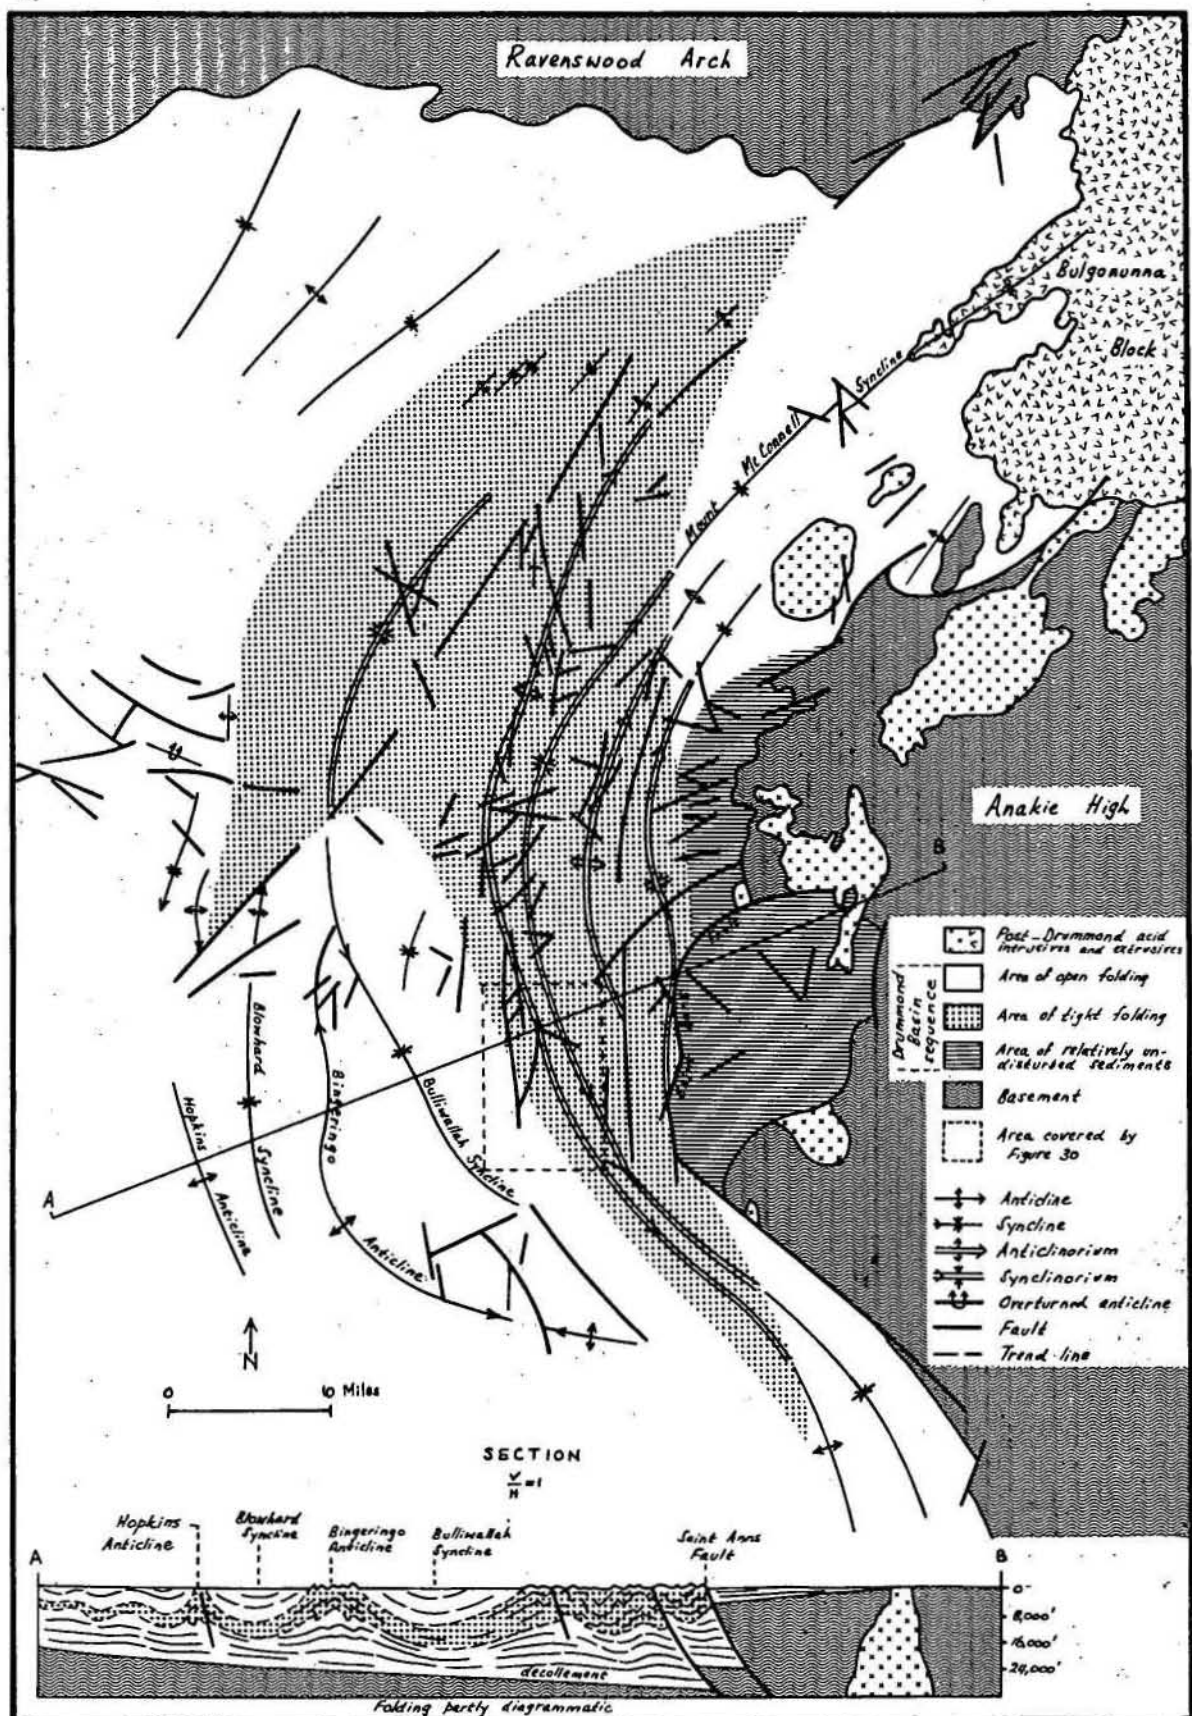 Ravenswood Arch
Bulgonunna
Block
Mount McConnell Syncline
Anakie High
B
Post-Drummond acid
intrusives and extrusives
Drummond
Basin
sequence
Area of open folding
Area of tight folding
Area of relatively un-
disturbed sediments
Basement
Area covered by
Figure 30
Anticline
Syncline
Anticlinorium
Synclinorium
Overturned anticline
Fault
Trend-line
Hopkins
Anticline
Blowhard
Syncline
Bingeringo
Anticline
Bulliwallah Syncline
A
N
0 6 Miles
SECTION
V/H=1
Hopkins
Anticline
Blowhard
Syncline
Bingeringo
Anticline
Bulliwallah
Syncline
Saint Anns
Fault
A
B
0
8,000'
16,000'
24,000'
decollement
Folding partly diagrammatic